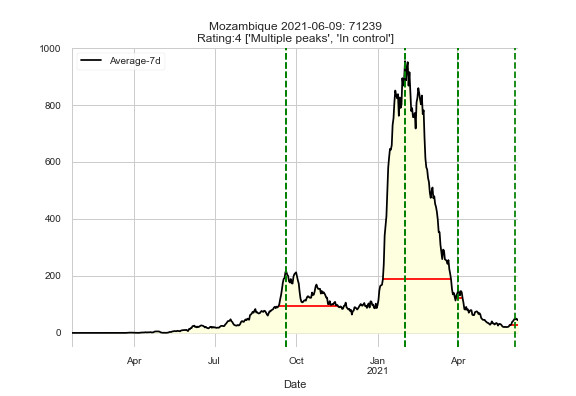 Mozambique 2021-06-09: 71239
Rating:4 ['Multiple peaks', 'In control']
1000
Average-7d
800
600
400
200
0
Apr Jul Oct Jan Apr
2021
Date